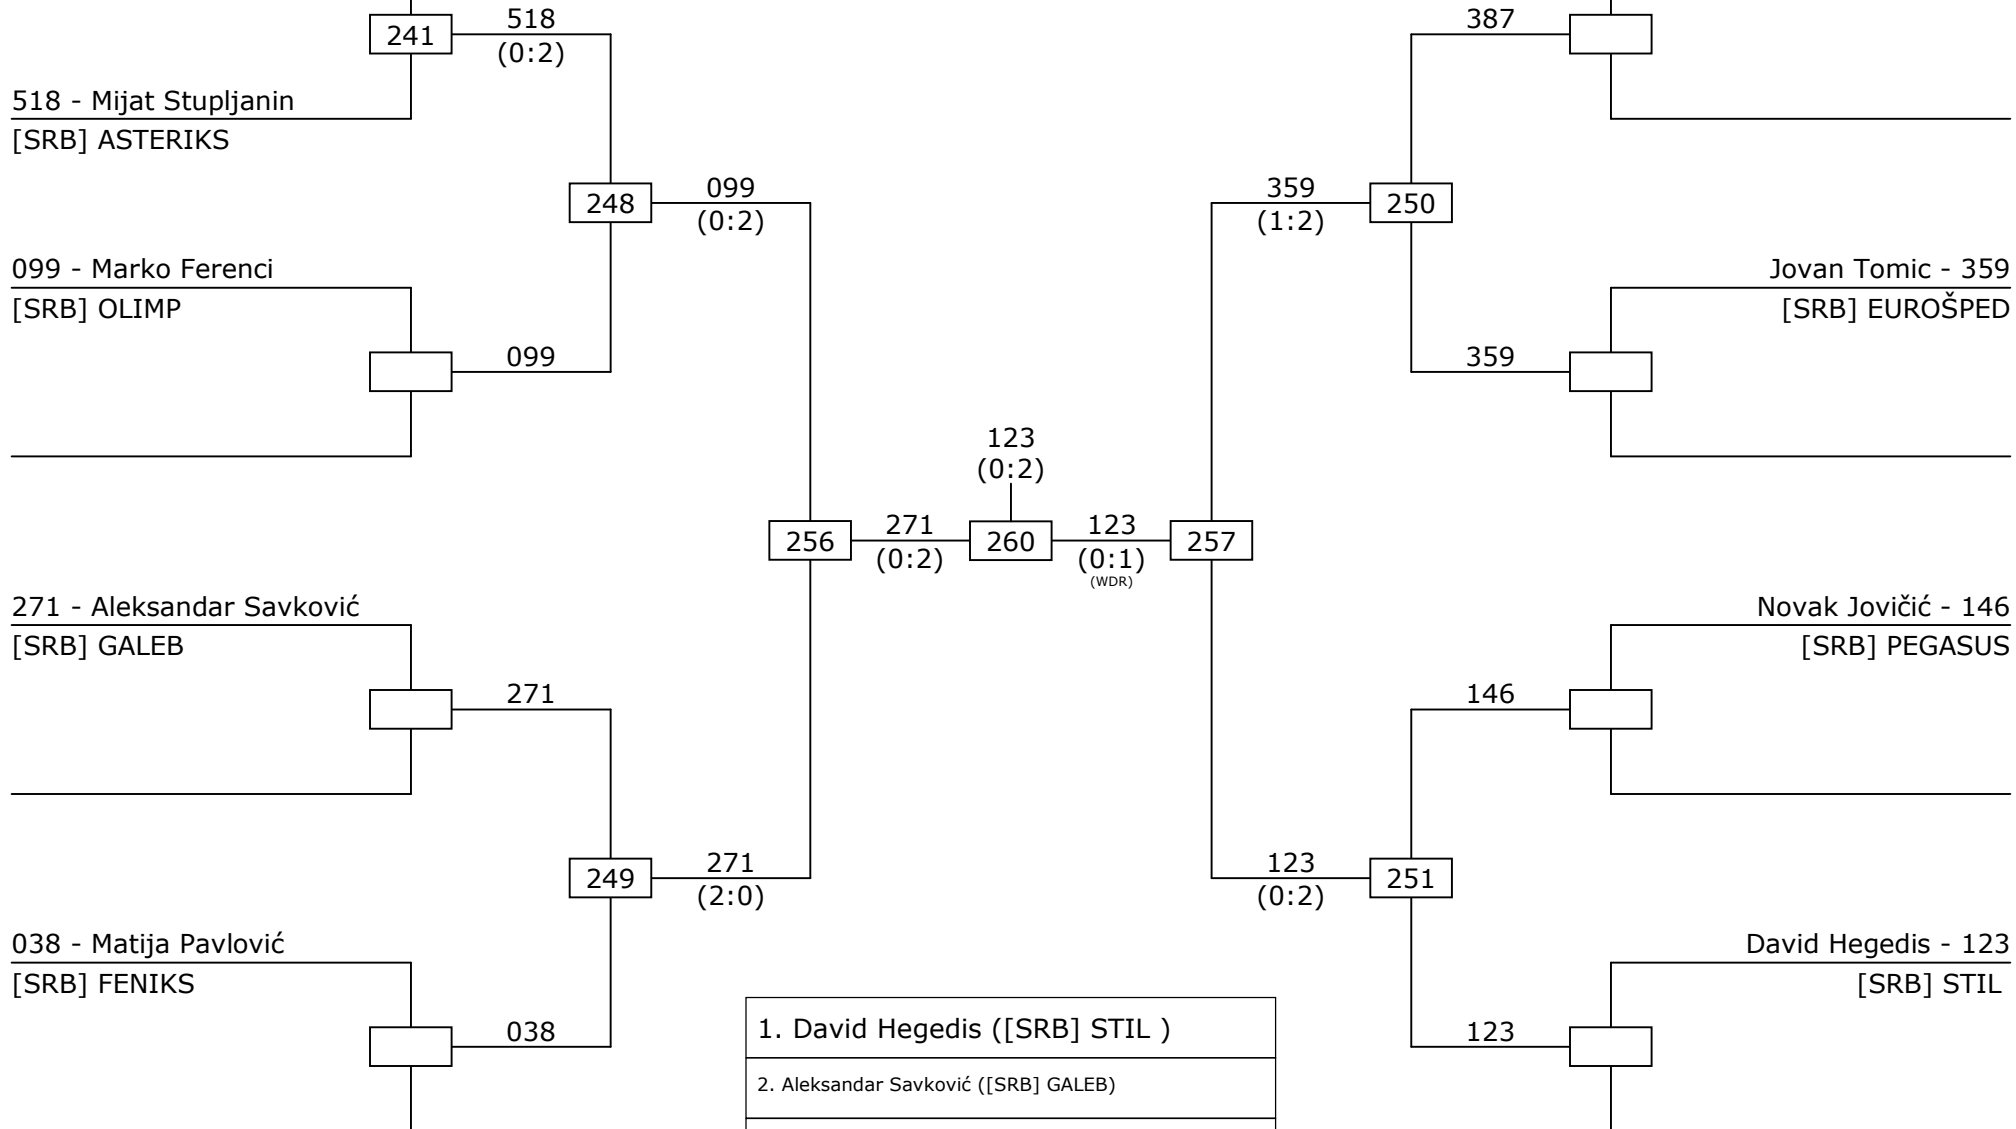 518
387
241
(0:2)
518 - Mijat Stupljanin
[SRB] ASTERIKS
099
359
248
250
(0:2)
(1:2)
099 - Marko Ferenci
Jovan Tomic - 359
[SRB] OLIMP
[SRB] EUROŠPED
099
359
123
(0:2)
271
123
256
260
257
(0:2)
(0:1)
(WDR)
271 - Aleksandar Savković
Novak Jovičić - 146
[SRB] GALEB
[SRB] PEGASUS
271
146
271
123
249
251
(2:0)
(0:2)
038 - Matija Pavlović
David Hegedis - 123
[SRB] FENIKS
[SRB] STIL
038
123
1. David Hegedis ([SRB] STIL )
2. Aleksandar Savković ([SRB] GALEB)